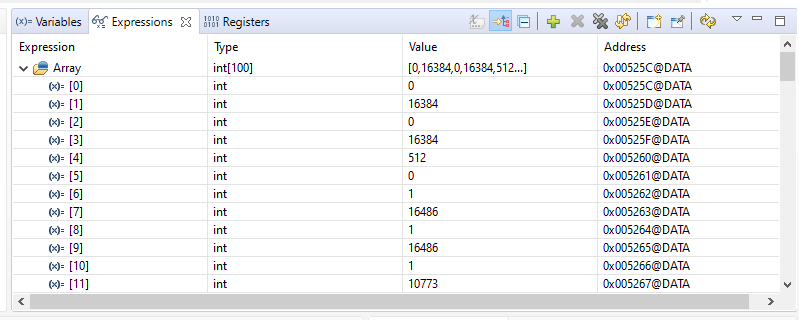 (x)= Variables Expressions Registers
Expression Type Value Address
Array int[100] [0,16384,0,16384,512...] 0x00525C@DATA
(x)= [0] int 0 0x00525C@DATA
(x)= [1] int 16384 0x00525D@DATA
(x)= [2] int 0 0x00525E@DATA
(x)= [3] int 16384 0x00525F@DATA
(x)= [4] int 512 0x005260@DATA
(x)= [5] int 0 0x005261@DATA
(x)= [6] int 1 0x005262@DATA
(x)= [7] int 16486 0x005263@DATA
(x)= [8] int 1 0x005264@DATA
(x)= [9] int 16486 0x005265@DATA
(x)= [10] int 1 0x005266@DATA
(x)= [11] int 10773 0x005267@DATA